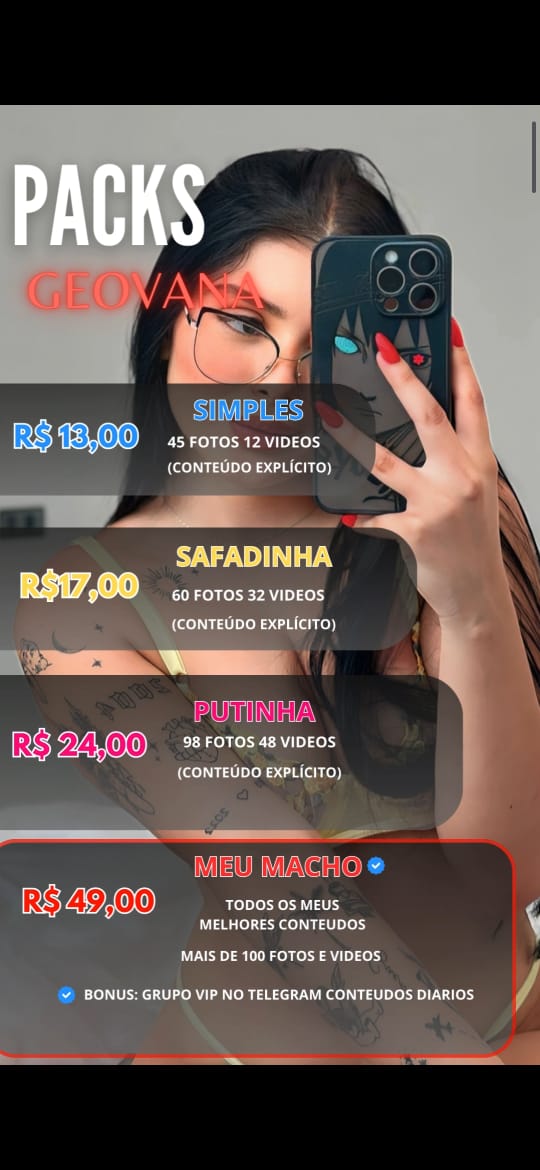 PACKS
GEOVANA
SIMPLES
R$ 13,00
45 FOTOS 12 VIDEOS
(CONTEÚDO EXPLÍCITO)
SAFADINHA
R$17,00
60 FOTOS 32 VIDEOS
(CONTEÚDO EXPLÍCITO)
PUTINHA
R$ 24,00
98 FOTOS 48 VIDEOS
(CONTEÚDO EXPLÍCITO)
MEU MACHO
R$ 49,00
TODOS OS MEUS
MELHORES CONTEUDOS
MAIS DE 100 FOTOS E VIDEOS
BONUS: GRUPO VIP NO TELEGRAM CONTEUDOS DIARIOS